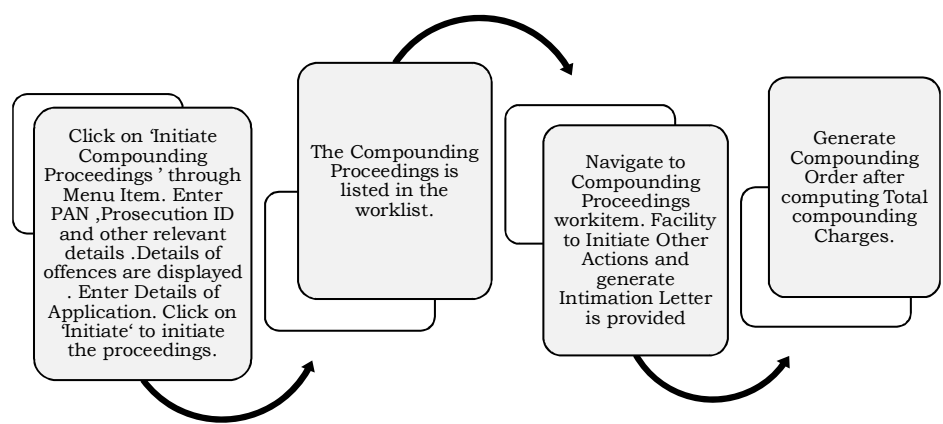 Click on ‘Initiate
Compounding
Proceedings ’ through
Menu Item. Enter
PAN ,Prosecution ID
and other relevant
details .Details of
offences are displayed
. Enter Details of
Application. Click on
‘Initiate‘ to initiate
the proceedings.
The Compounding
Proceedings is
listed in the
worklist.
Navigate to
Compounding
Proceedings
workitem. Facility
to Initiate Other
Actions and
generate
Intimation Letter
is provided
Generate
Compounding
Order after
computing Total
compounding
Charges.